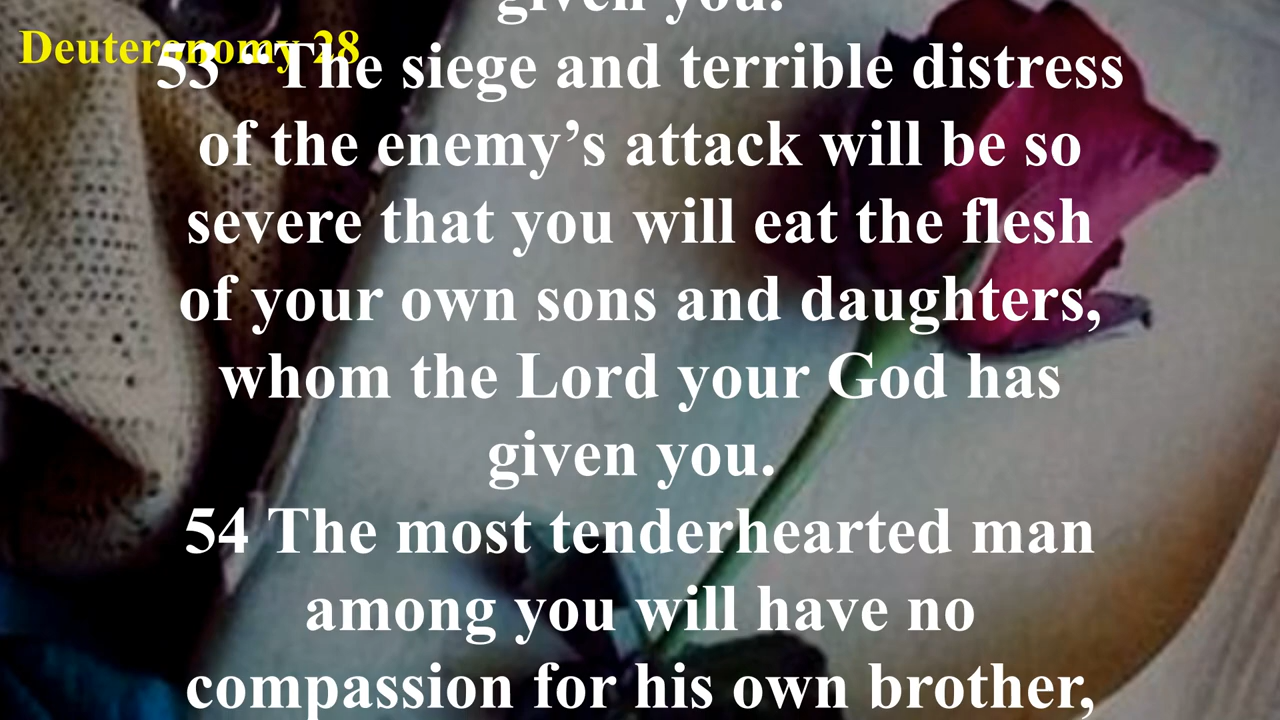 given you.
Deuteronomy 28
53 “The siege and terrible distress
of the enemy’s attack will be so
severe that you will eat the flesh
of your own sons and daughters,
whom the Lord your God has
given you.
54 The most tenderhearted man
among you will have no
compassion for his own brother,